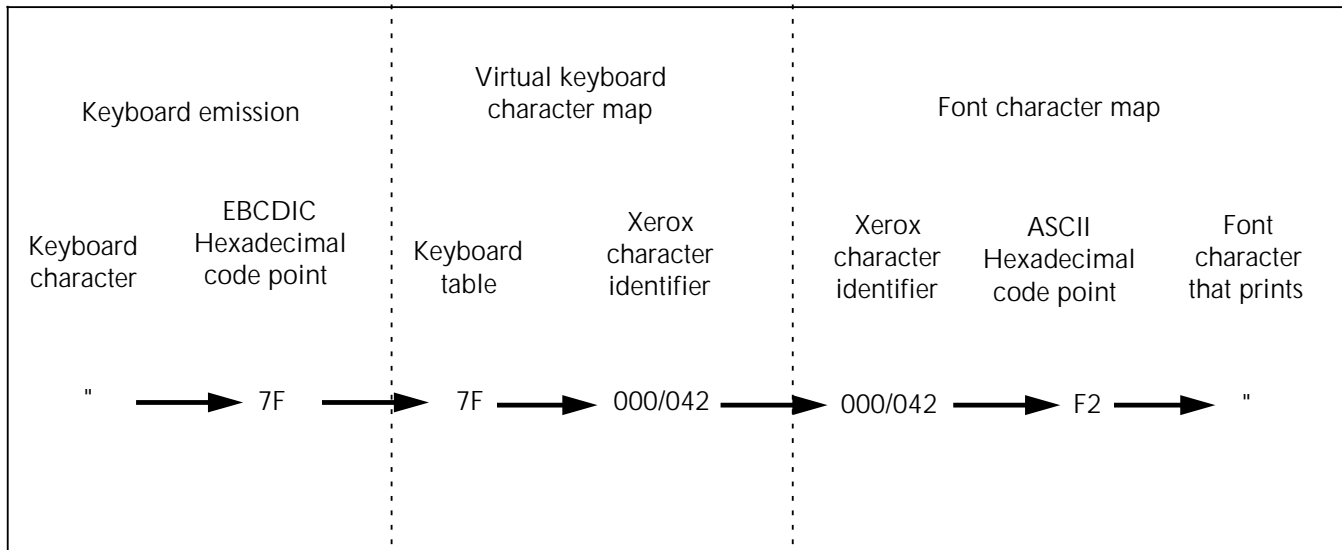 Keyboard emission
Virtual keyboard
character map
Font character map
Keyboard
character
EBCDIC
Hexadecimal
code point
Keyboard
table
Xerox
character
identifier
Xerox
character
identifier
ASCII
Hexadecimal
code point
Font
character
that prints
" 7F 7F 000/042 000/042 F2 "